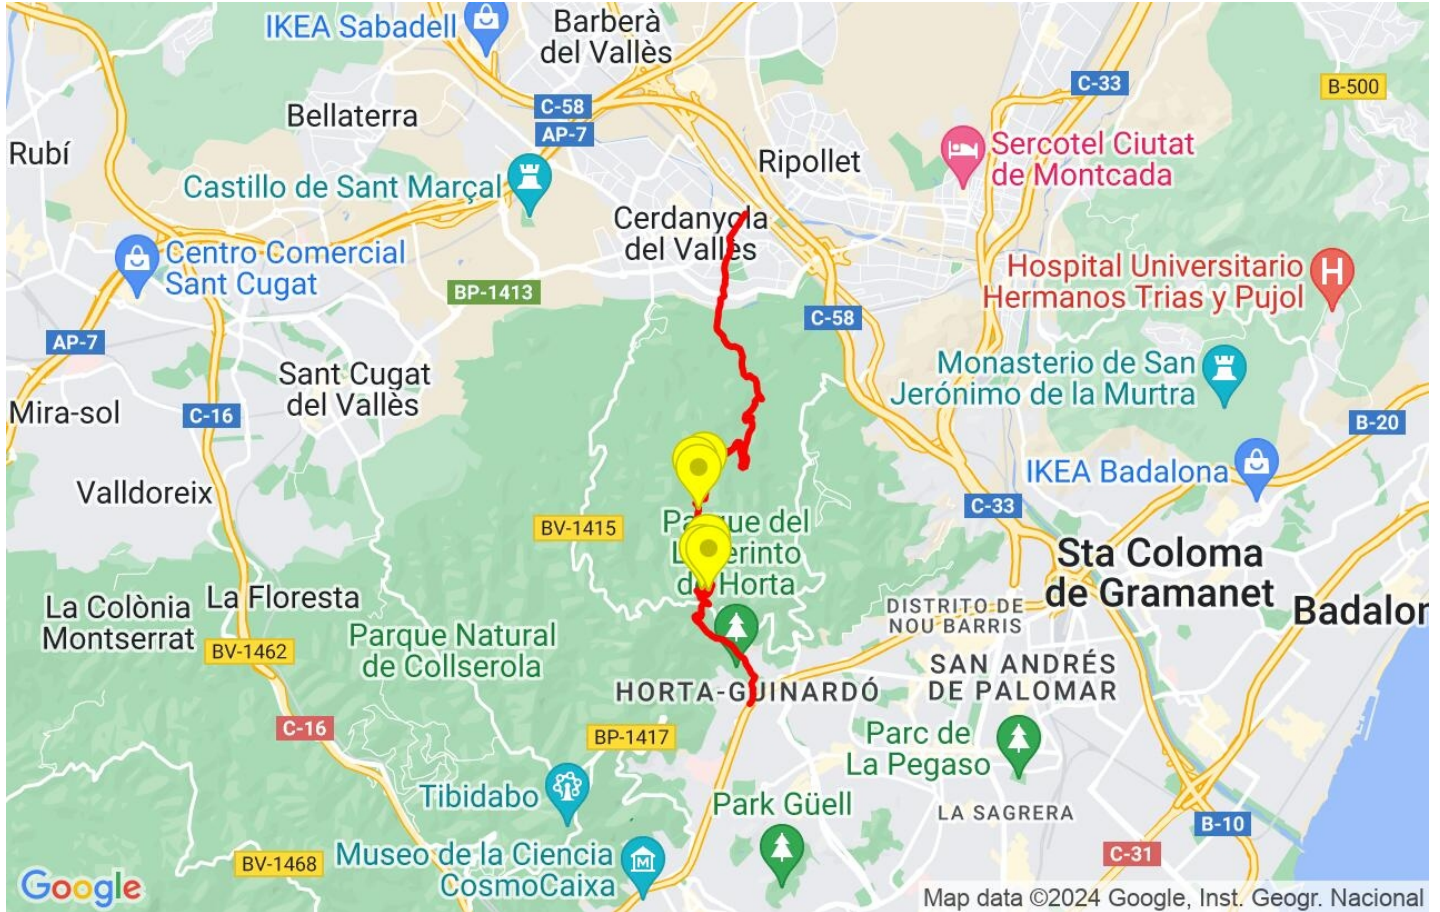 IKEA Sabadell
Barberà
del Vallès
C-33
B-500
Bellaterra
C-58
AP-7
Rubí
Ripollet
Sercotel Ciutat
de Montcada
Castillo de Sant Marçal
Cerdanyola
del Vallès
Centro Comercial
Sant Cugat
BP-1413
Hospital Universitario
Hermanos Trias y Pujol
H
C-58
AP-7
Sant Cugat
del Vallès
Monasterio de San
Jerónimo de la Murtra
Mira-sol
C-16
B-20
IKEA Badalona
Valldoreix
C-33
BV-1415
Parque del
Laberinto
de Horta
Sta Coloma
de Gramanet
La Colònia
Montserrat
La Floresta
DISTRITO DE
NOU BARRIS
Badalon
Parque Natural
de Collserola
BV-1462
SAN ANDRÉS
DE PALOMAR
HORTA-GUINARDÓ
C-16
BP-1417
Parc de
La Pegaso
Tibidabo
Park Güell
LA SAGRERA
B-10
BV-1468
Museo de la Ciencia
CosmoCaixa
M
C-31
Google
Map data ©2024 Google, Inst. Geogr. Nacional